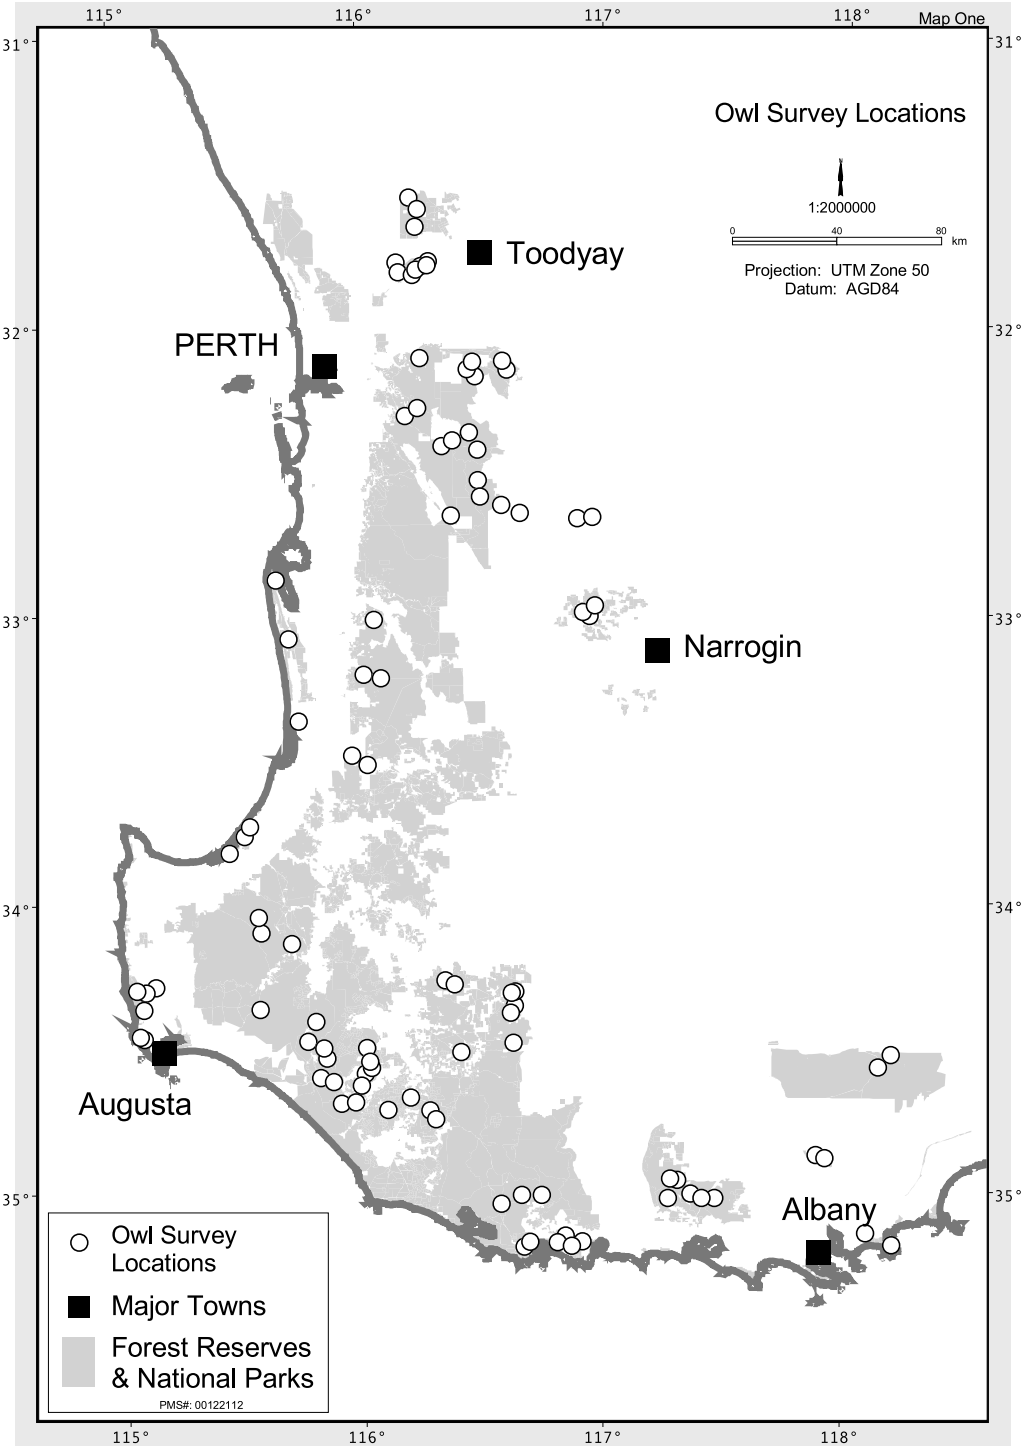 115° 116° 117° 118°
Map One
31° 31°
Owl Survey Locations
N
1:2000000
0 40 80
km
Projection: UTM Zone 50
Datum: AGD84
Toodyay
32° 32°
PERTH
33° 33°
Narrogin
34° 34°
Augusta
35° 35°
Albany
Owl Survey
Locations
Major Towns
Forest Reserves
& National Parks
PMS#: 00122112
115° 116° 117° 118°